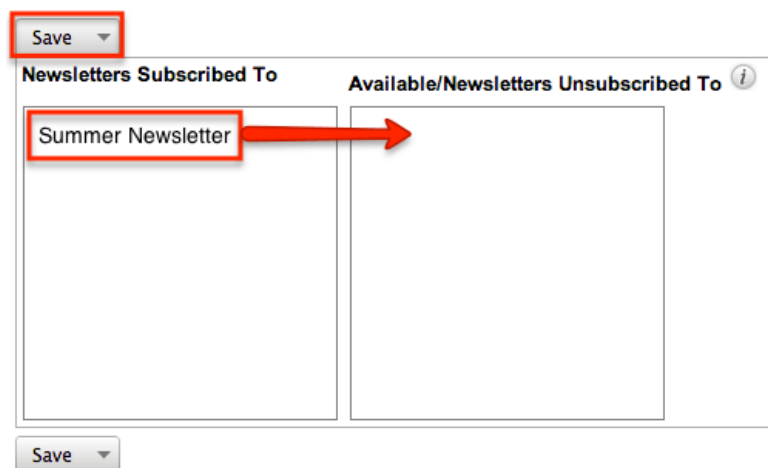 Save
Newsletters Subscribed To
Available/Newsletters Unsubscribed To i
Summer Newsletter
Save